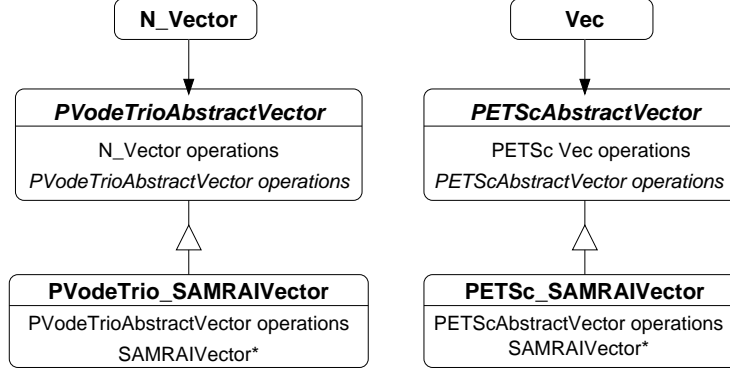 N_Vector
PVodeTrioAbstractVector
N_Vector operations
PVodeTrioAbstractVector operations
PVodeTrio_SAMRAIVector
PVodeTrioAbstractVector operations
SAMRAIVector*
Vec
PETScAbstractVector
PETSc Vec operations
PETScAbstractVector operations
PETSc_SAMRAIVector
PETScAbstractVector operations
SAMRAIVector*